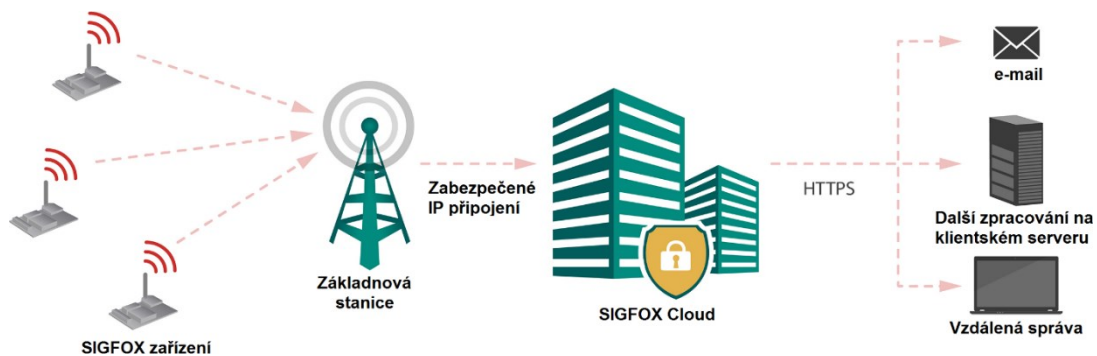 SIGFOX zařízení
Základnová
stanice
Zabezpečené
IP připojení
SIGFOX Cloud
HTTPS
e-mail
Další zpracování na
klientském serveru
Vzdálená správa